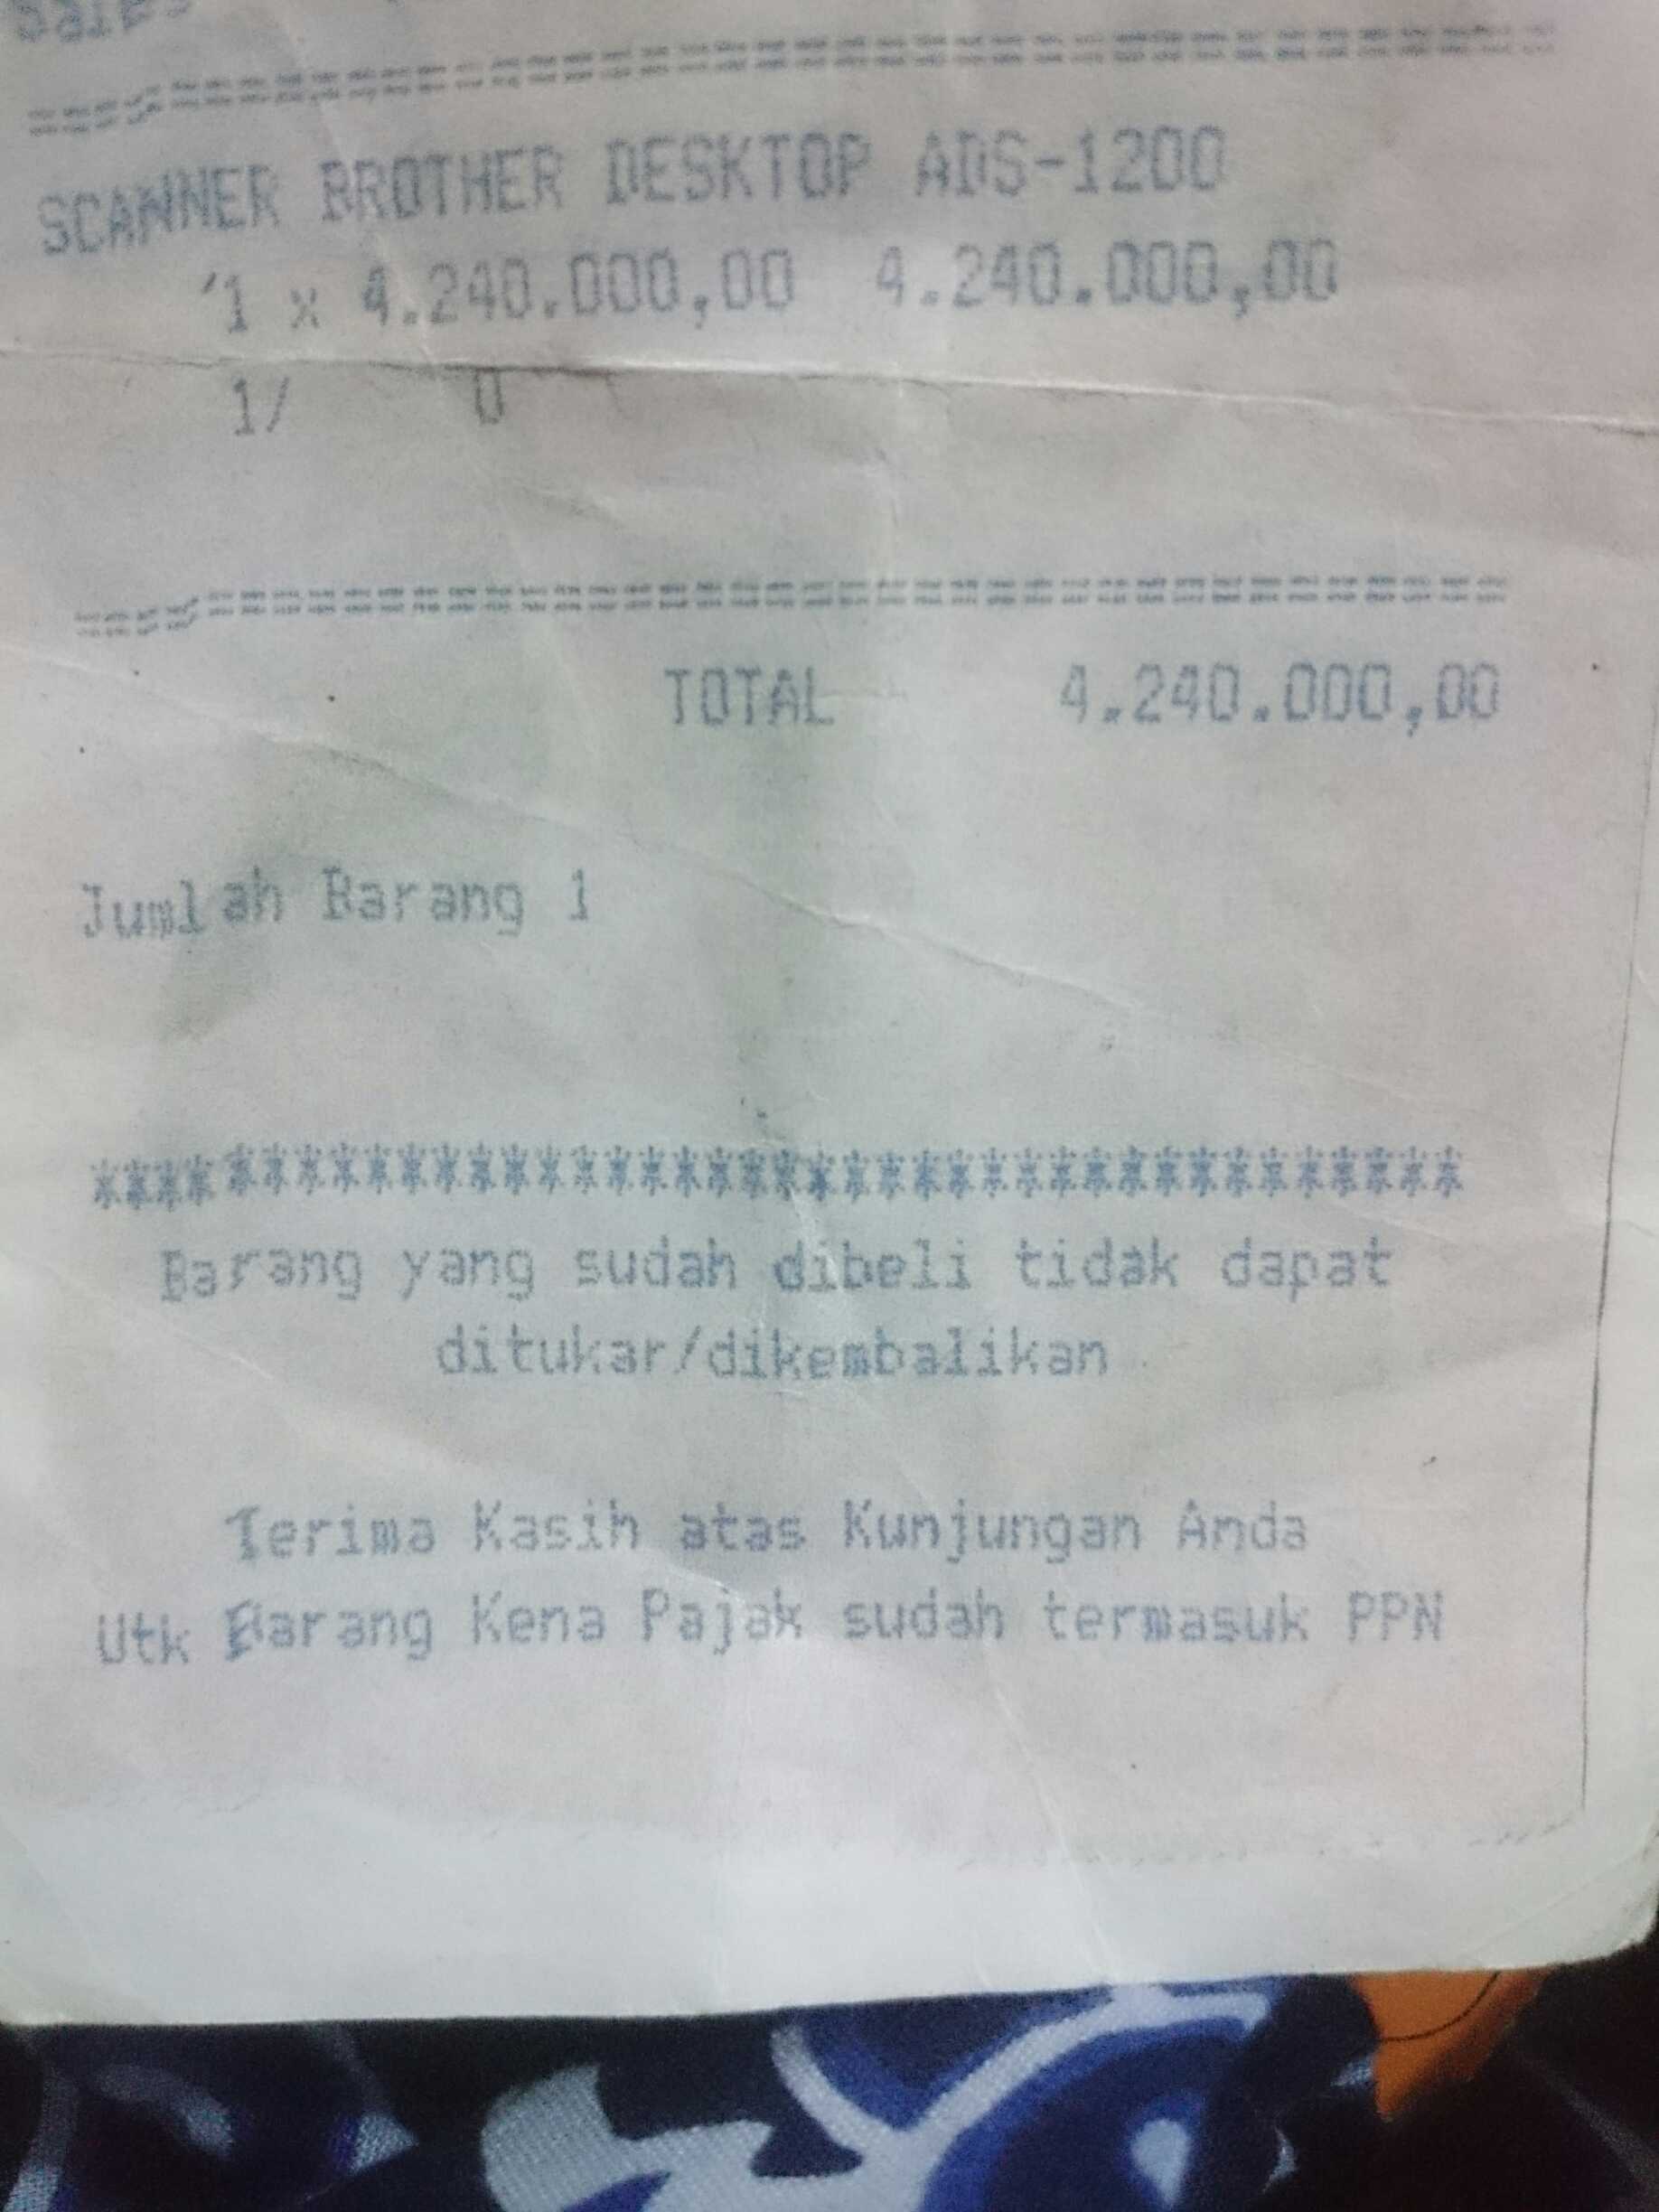 Sales
========================================
SCANNER BROTHER DESKTOP ADS-1200
'1 x 4.240.000,00 4.240.000,00
1/ 0
========================================
TOTAL 4.240.000,00
Jumlah Barang 1
****************************************
Barang yang sudah dibeli tidak dapat
ditukar/dikembalikan
Terima Kasih atas Kunjungan Anda
Utk Barang Kena Pajak sudah termasuk PPN